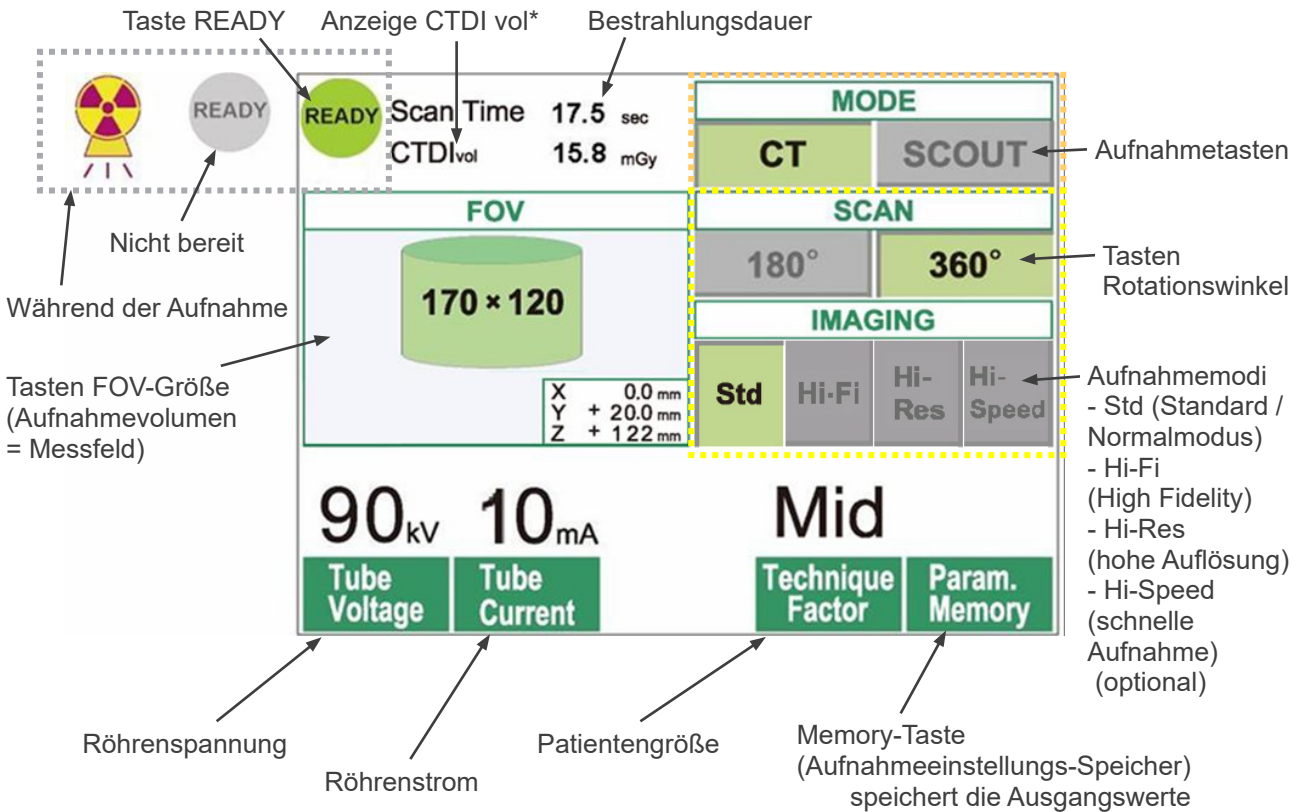 Taste READY
Anzeige CTDI vol*
Bestrahlungsdauer
READY
READY
Scan Time 17.5 sec
CTDIvol 15.8 mGy
MODE
CT
SCOUT
Aufnahmetasten
Nicht bereit
Während der Aufnahme
FOV
170 × 120
X 0.0 mm
Y + 20.0 mm
Z + 122 mm
SCAN
180°
360°
Tasten
Rotationswinkel
IMAGING
Std
Hi-Fi
Hi-
Res
Hi-
Speed
Tasten FOV-Größe
(Aufnahmevolumen
= Messfeld)
Aufnahmemodi
- Std (Standard /
Normalmodus)
- Hi-Fi
(High Fidelity)
- Hi-Res
(hohe Auflösung)
- Hi-Speed
(schnelle
Aufnahme)
(optional)
90kV
10mA
Mid
Tube
Voltage
Tube
Current
Technique
Factor
Param.
Memory
Röhrenspannung
Röhrenstrom
Patientengröße
Memory-Taste
(Aufnahmeeinstellungs-Speicher)
speichert die Ausgangswerte